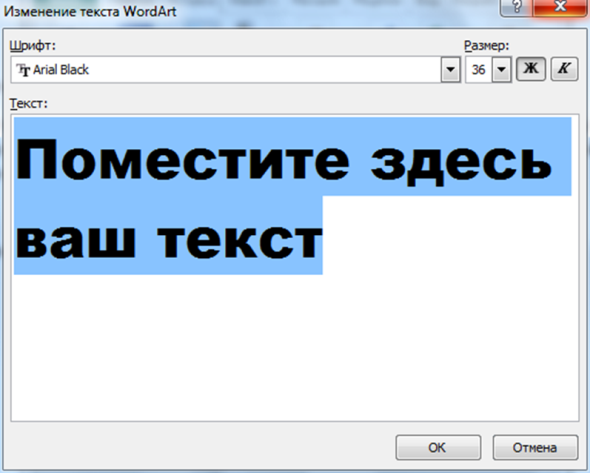 Изменение текста WordArt
?
Шрифт: Размер:
Arial Black 36 Ж К
Текст:
Поместите здесь
ваш текст
ОК Отмена